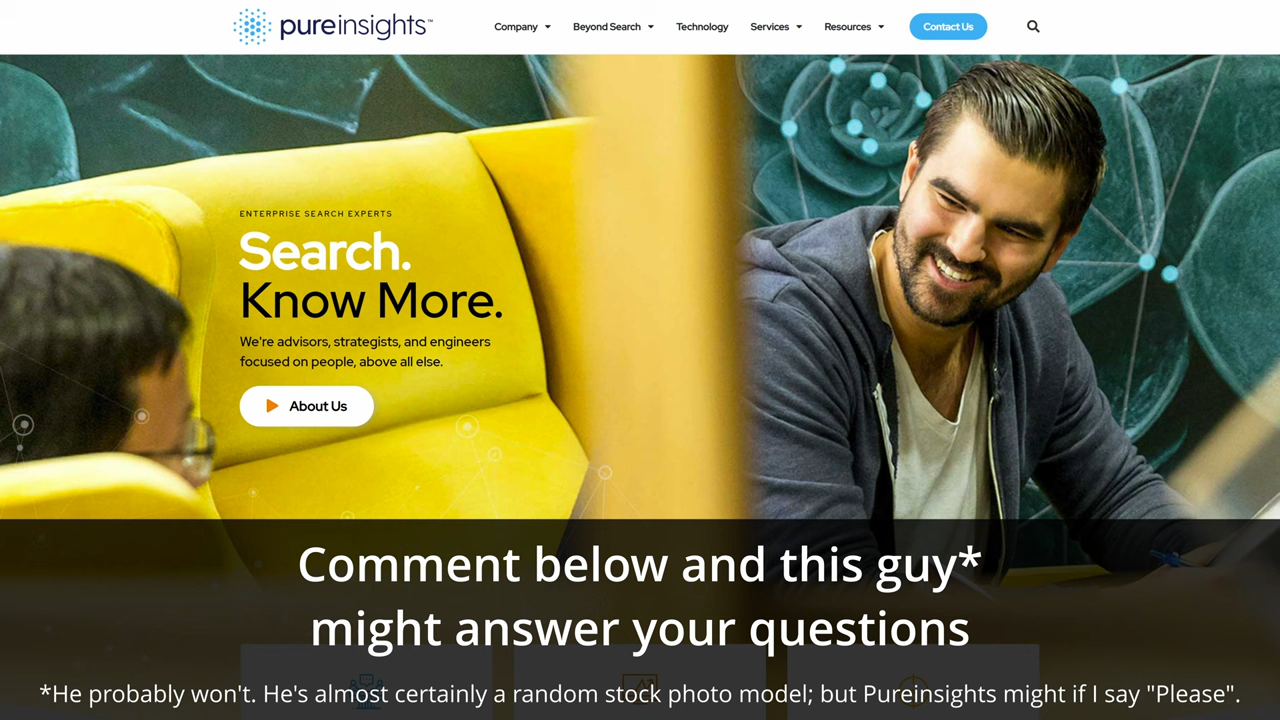 pureinsights™
Company
Beyond Search
Technology
Services
Resources
Contact Us
ENTERPRISE SEARCH EXPERTS
Search.
Know More.
We're advisors, strategists, and engineers
focused on people, above all else.
About Us
Comment below and this guy*
might answer your questions
*He probably won't. He's almost certainly a random stock photo model; but Pureinsights might if I say "Please".